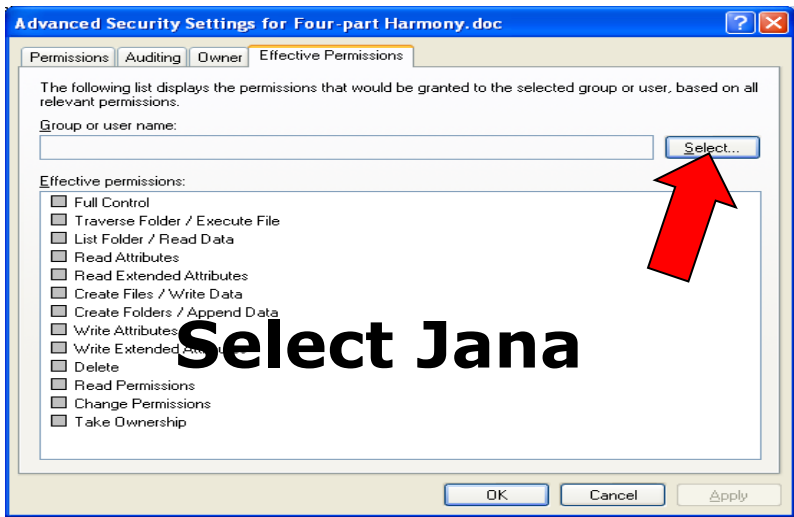 Advanced Security Settings for Four-part Harmony.doc
Permissions Auditing Owner Effective Permissions
The following list displays the permissions that would be granted to the selected group or user, based on all
relevant permissions.
Group or user name:
Select...
Effective permissions:
Full Control
Traverse Folder / Execute File
List Folder / Read Data
Read Attributes
Read Extended Attributes
Create Files / Write Data
Create Folders / Append Data
Write Attributes
Write Extended Attributes
Select Jana
Delete
Read Permissions
Change Permissions
Take Ownership
OK Cancel Apply